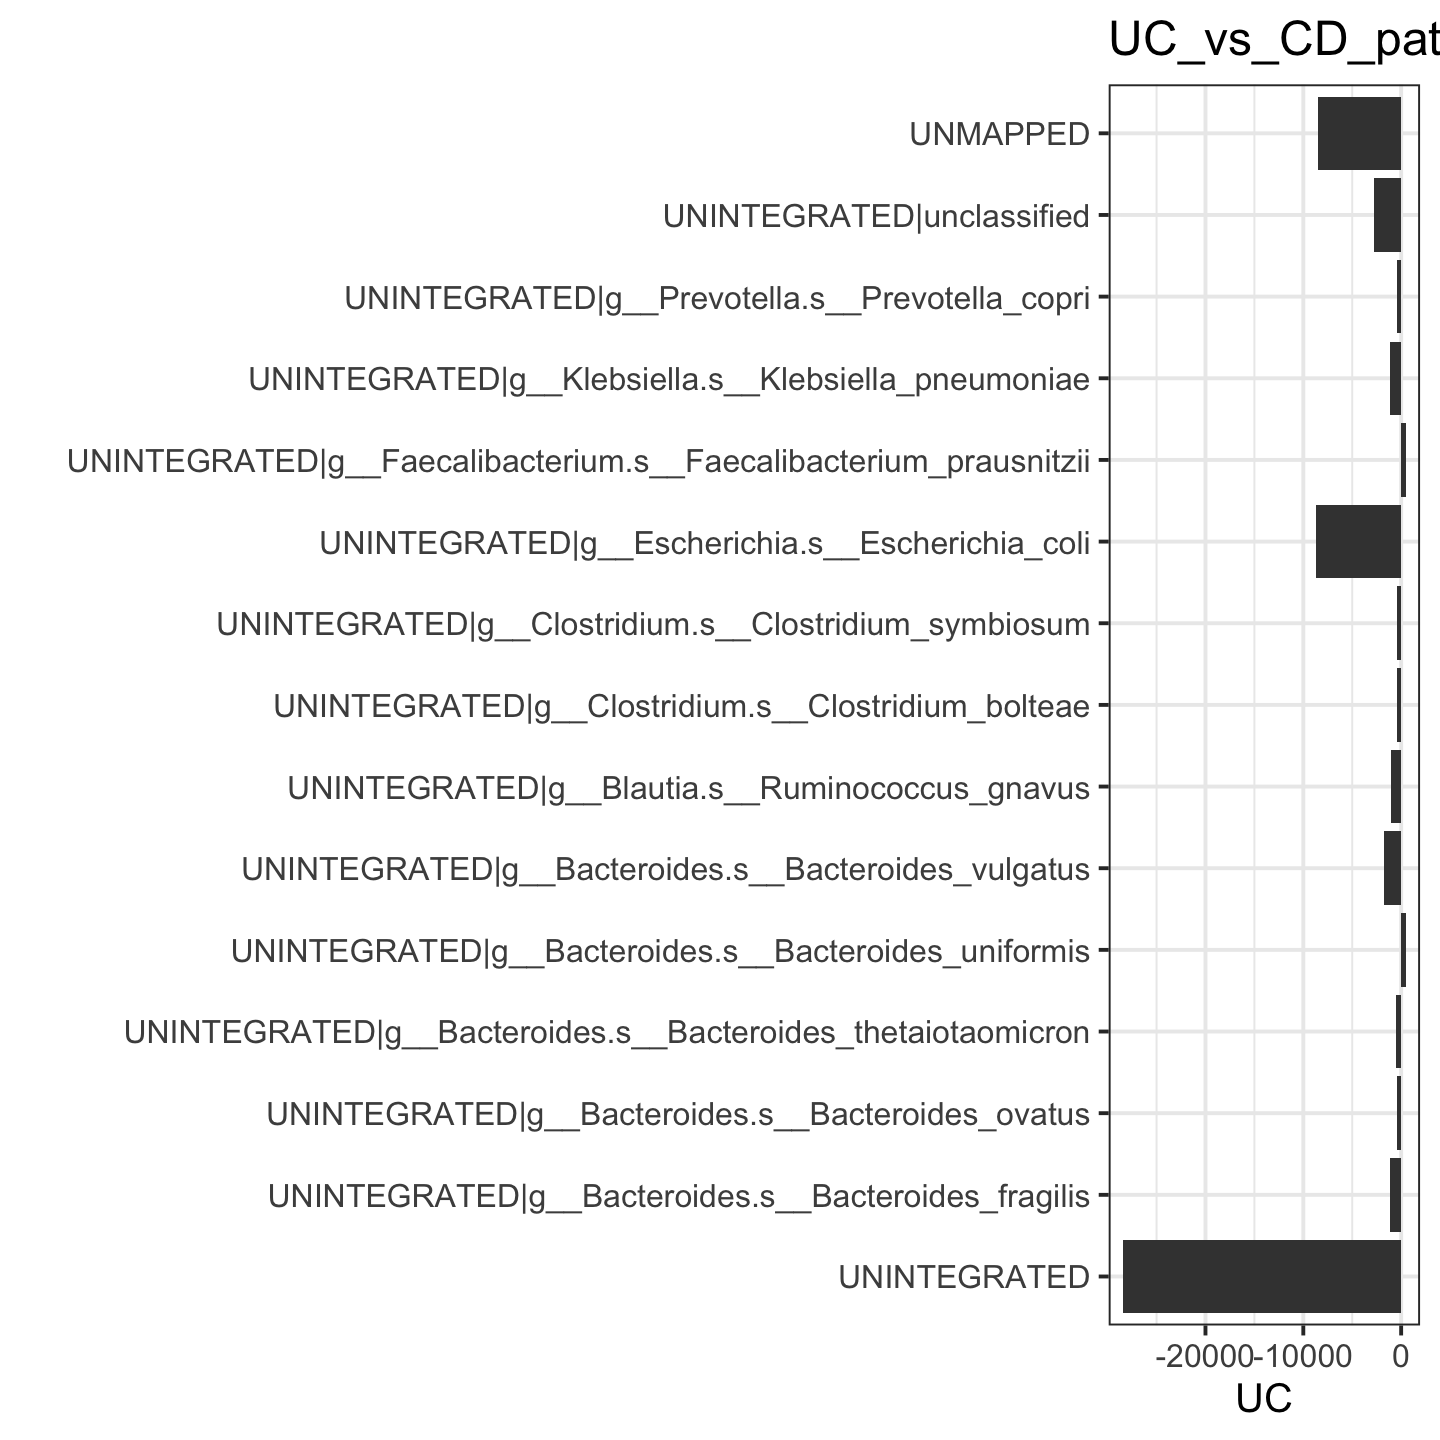 UC_vs_CD_pat
UNMAPPED
UNINTEGRATED|unclassified
UNINTEGRATED|g__Prevotella.s__Prevotella_copri
UNINTEGRATED|g__Klebsiella.s__Klebsiella_pneumoniae
UNINTEGRATED|g__Faecalibacterium.s__Faecalibacterium_prausnitzii
UNINTEGRATED|g__Escherichia.s__Escherichia_coli
UNINTEGRATED|g__Clostridium.s__Clostridium_symbiosum
UNINTEGRATED|g__Clostridium.s__Clostridium_bolteae
UNINTEGRATED|g__Blautia.s__Ruminococcus_gnavus
UNINTEGRATED|g__Bacteroides.s__Bacteroides_vulgatus
UNINTEGRATED|g__Bacteroides.s__Bacteroides_uniformis
UNINTEGRATED|g__Bacteroides.s__Bacteroides_thetaiotaomicron
UNINTEGRATED|g__Bacteroides.s__Bacteroides_ovatus
UNINTEGRATED|g__Bacteroides.s__Bacteroides_fragilis
UNINTEGRATED
-20000 -10000 0
UC